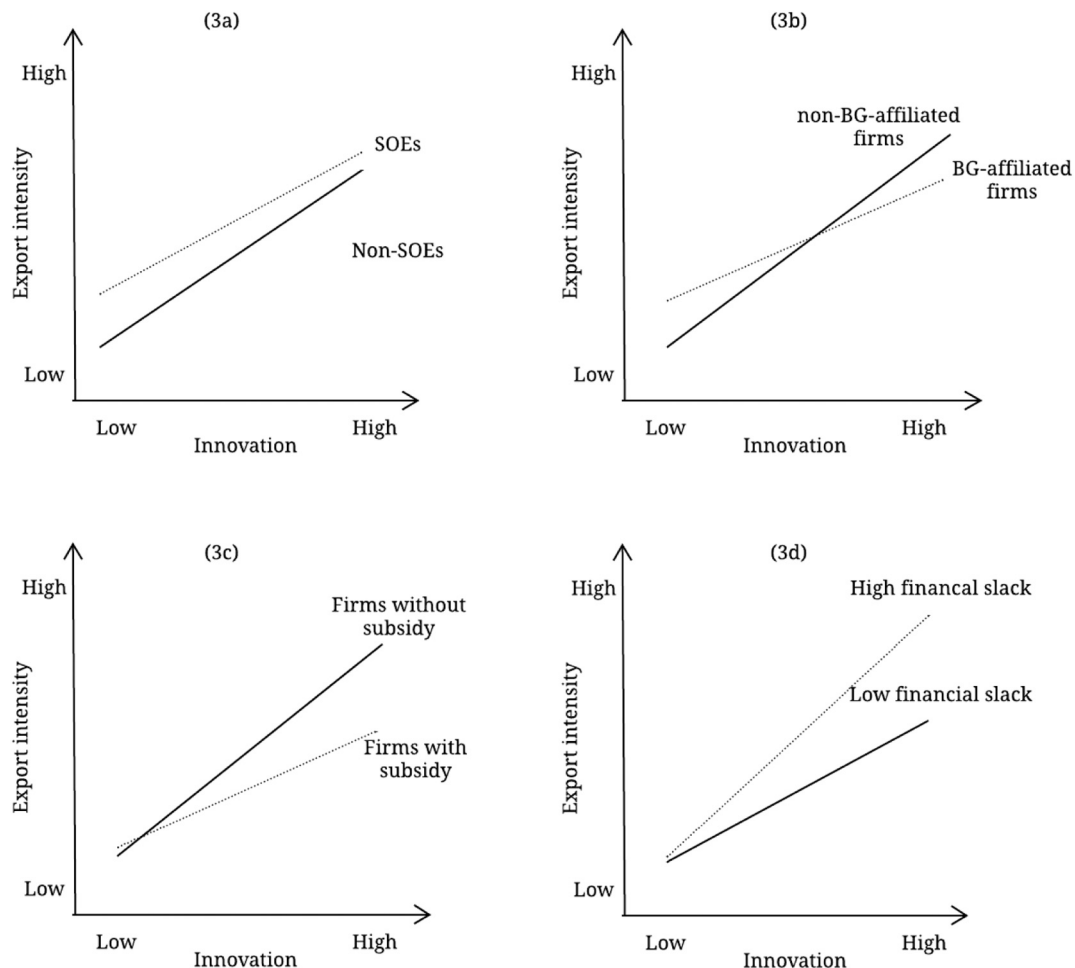 (3a)
High
SOEs
Non-SOEs
Export intensity
Low
Low
High
Innovation
(3b)
High
non-BG-affiliated
firms
BG-affiliated
firms
Export intensity
Low
Low
High
Innovation
(3c)
High
Firms without
subsidy
Firms with
subsidy
Export intensity
Low
Low
High
Innovation
(3d)
High
High financal slack
Low financial slack
Export intensity
Low
Low
High
Innovation